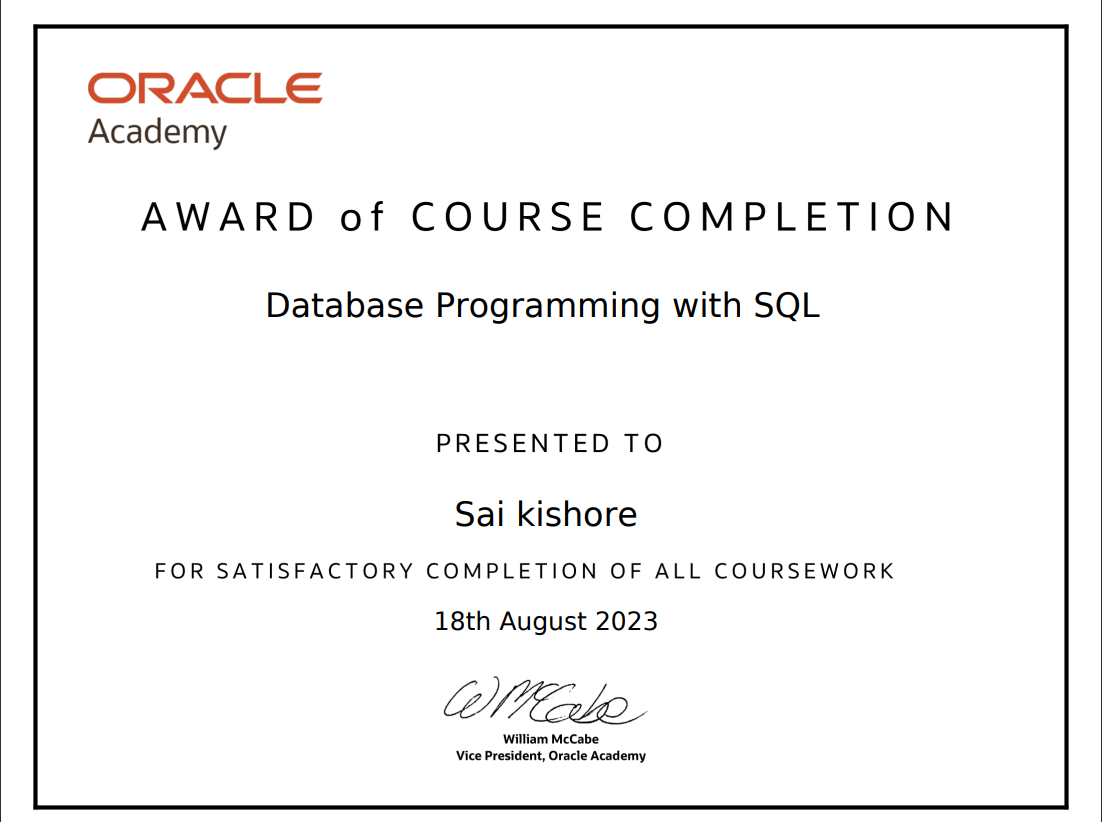 ORACLE
Academy
AWARD of COURSE COMPLETION
Database Programming with SQL
PRESENTED TO
Sai kishore
FOR SATISFACTORY COMPLETION OF ALL COURSEWORK
18th August 2023
W McCabe
William McCabe
Vice President, Oracle Academy